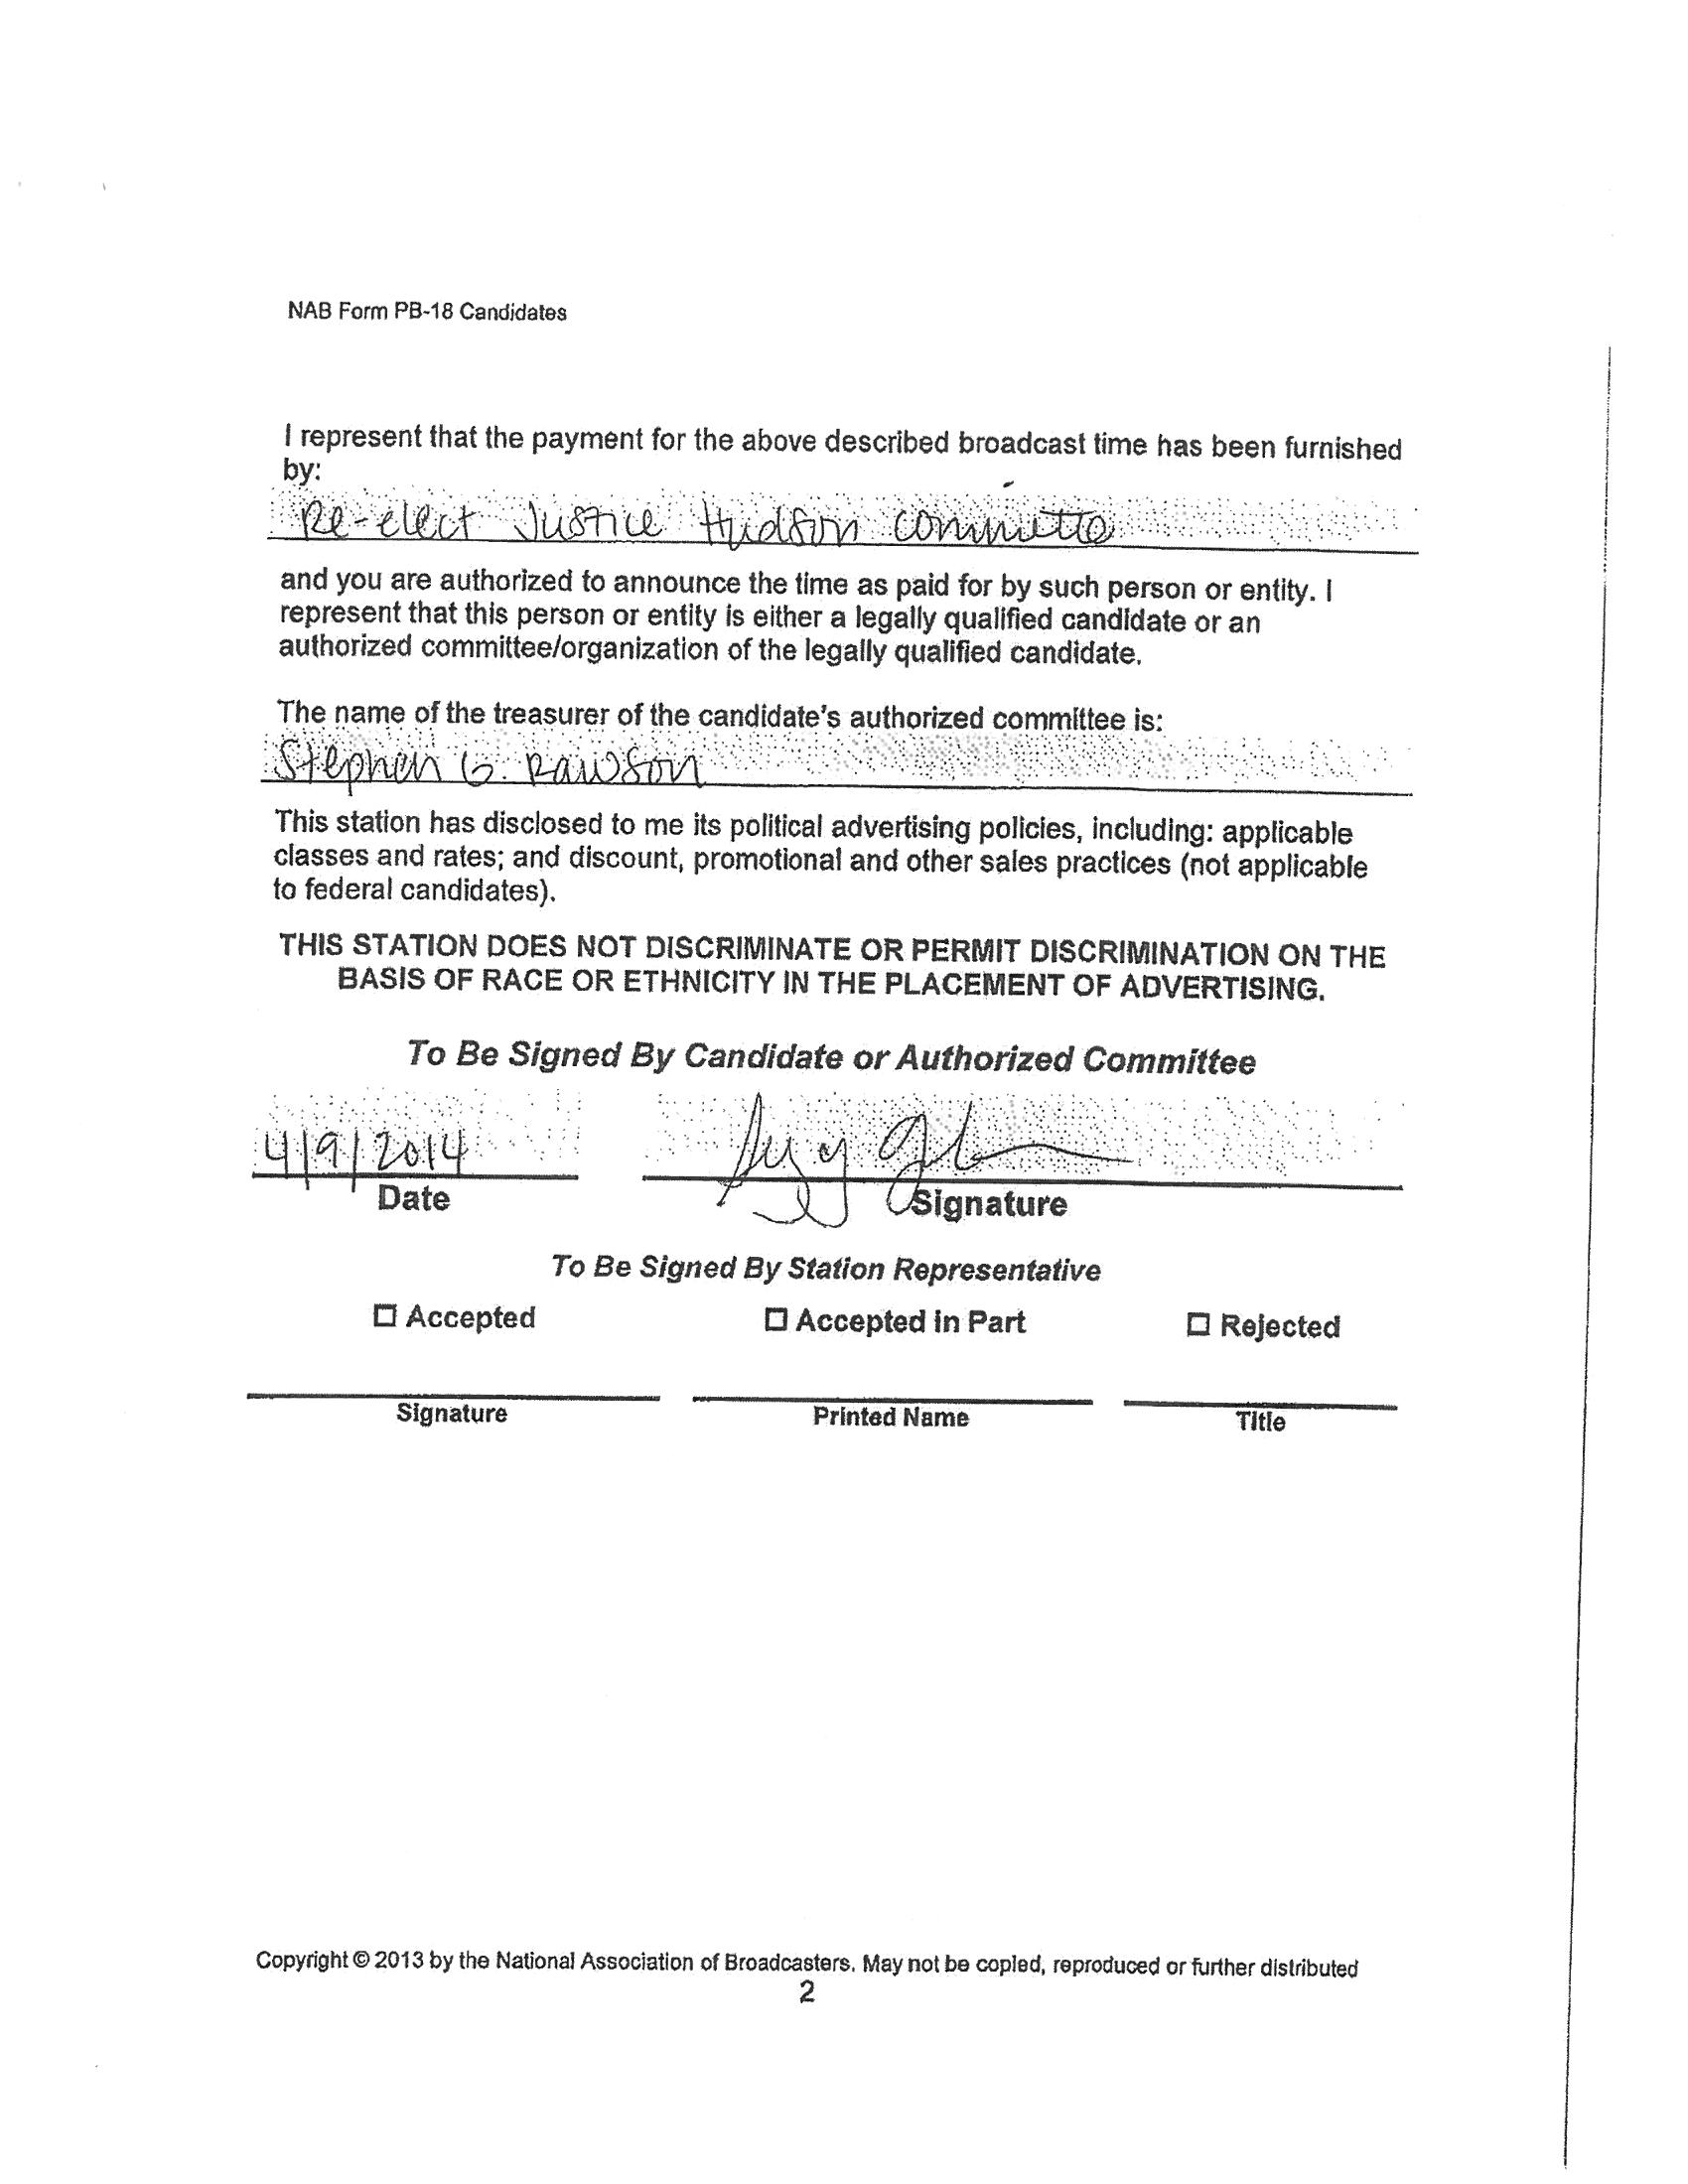 NAB Form PB-18 Candidates
I represent that the payment for the above described broadcast time has been furnished
by:
Re-elect Justice Hudson committe
and you are authorized to announce the time as paid for by such person or entity. I
represent that this person or entity is either a legally qualified candidate or an
authorized committee/organization of the legally qualified candidate.
The name of the treasurer of the candidate's authorized committee is:
Stephen G. Rawson
This station has disclosed to me its political advertising policies, including: applicable
classes and rates; and discount, promotional and other sales practices (not applicable
to federal candidates).
THIS STATION DOES NOT DISCRIMINATE OR PERMIT DISCRIMINATION ON THE
BASIS OF RACE OR ETHNICITY IN THE PLACEMENT OF ADVERTISING.
To Be Signed By Candidate or Authorized Committee
4/9/2014
Date Signature
To Be Signed By Station Representative
☐ Accepted ☐ Accepted in Part ☐ Rejected
Signature Printed Name Title
Copyright © 2013 by the National Association of Broadcasters. May not be copied, reproduced or further distributed
2